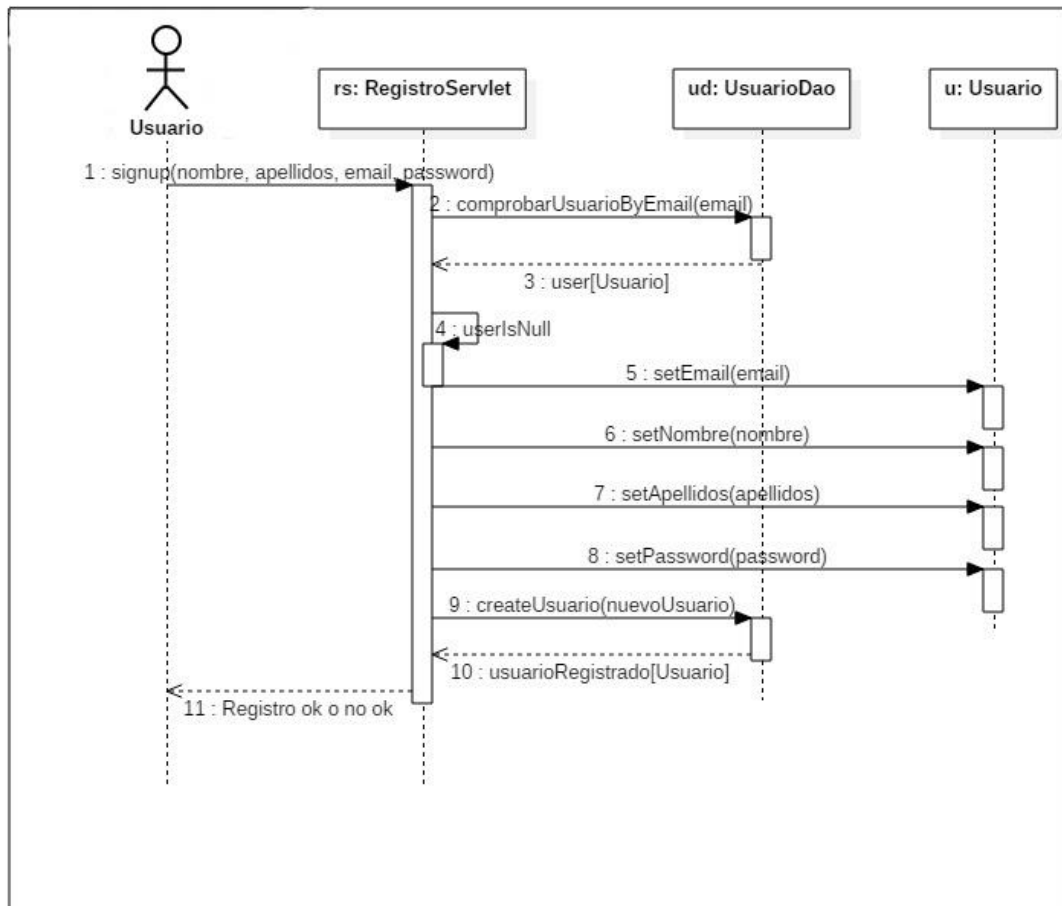 Usuario
rs: RegistroServlet
ud: UsuarioDao
u: Usuario
1 : signup(nombre, apellidos, email, password)
2 : comprobarUsuarioByEmail(email)
3 : user[Usuario]
4 : userIsNull
5 : setEmail(email)
6 : setNombre(nombre)
7 : setApellidos(apellidos)
8 : setPassword(password)
9 : createUsuario(nuevoUsuario)
10 : usuarioRegistrado[Usuario]
11 : Registro ok o no ok